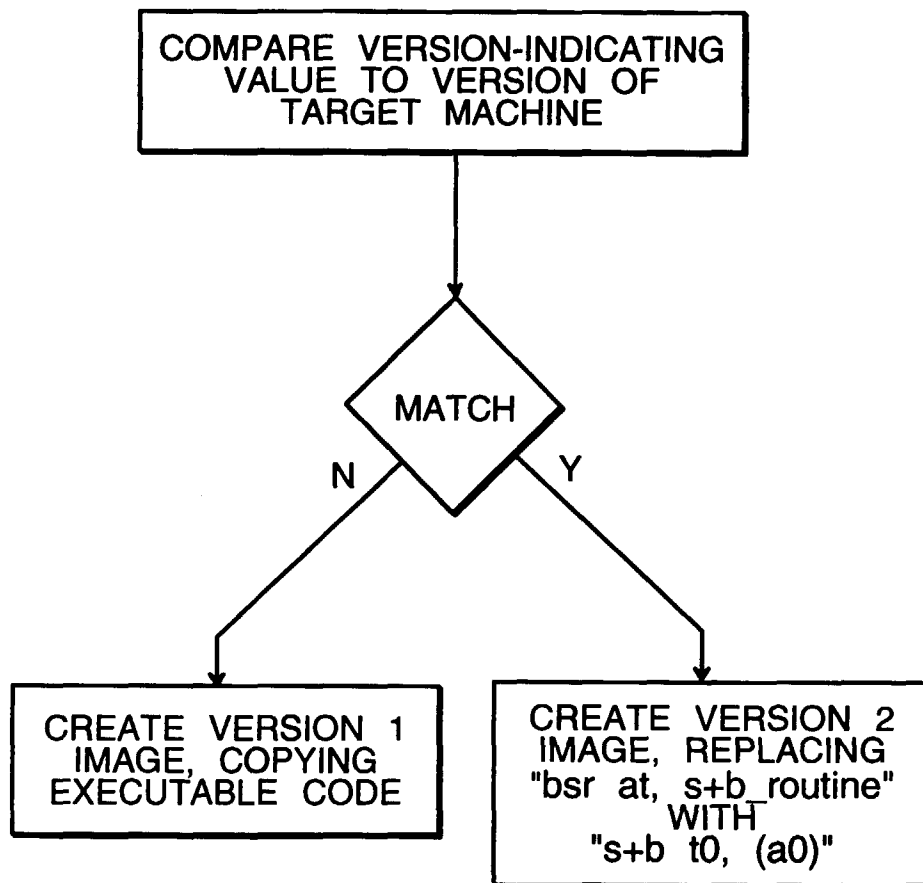 COMPARE VERSION-INDICATING
VALUE TO VERSION OF
TARGET MACHINE
MATCH
N
Y
CREATE VERSION 1
IMAGE, COPYING
EXECUTABLE CODE
CREATE VERSION 2
IMAGE, REPLACING
"bsr at, s+b_routine"
WITH
"s+b t0, (a0)"